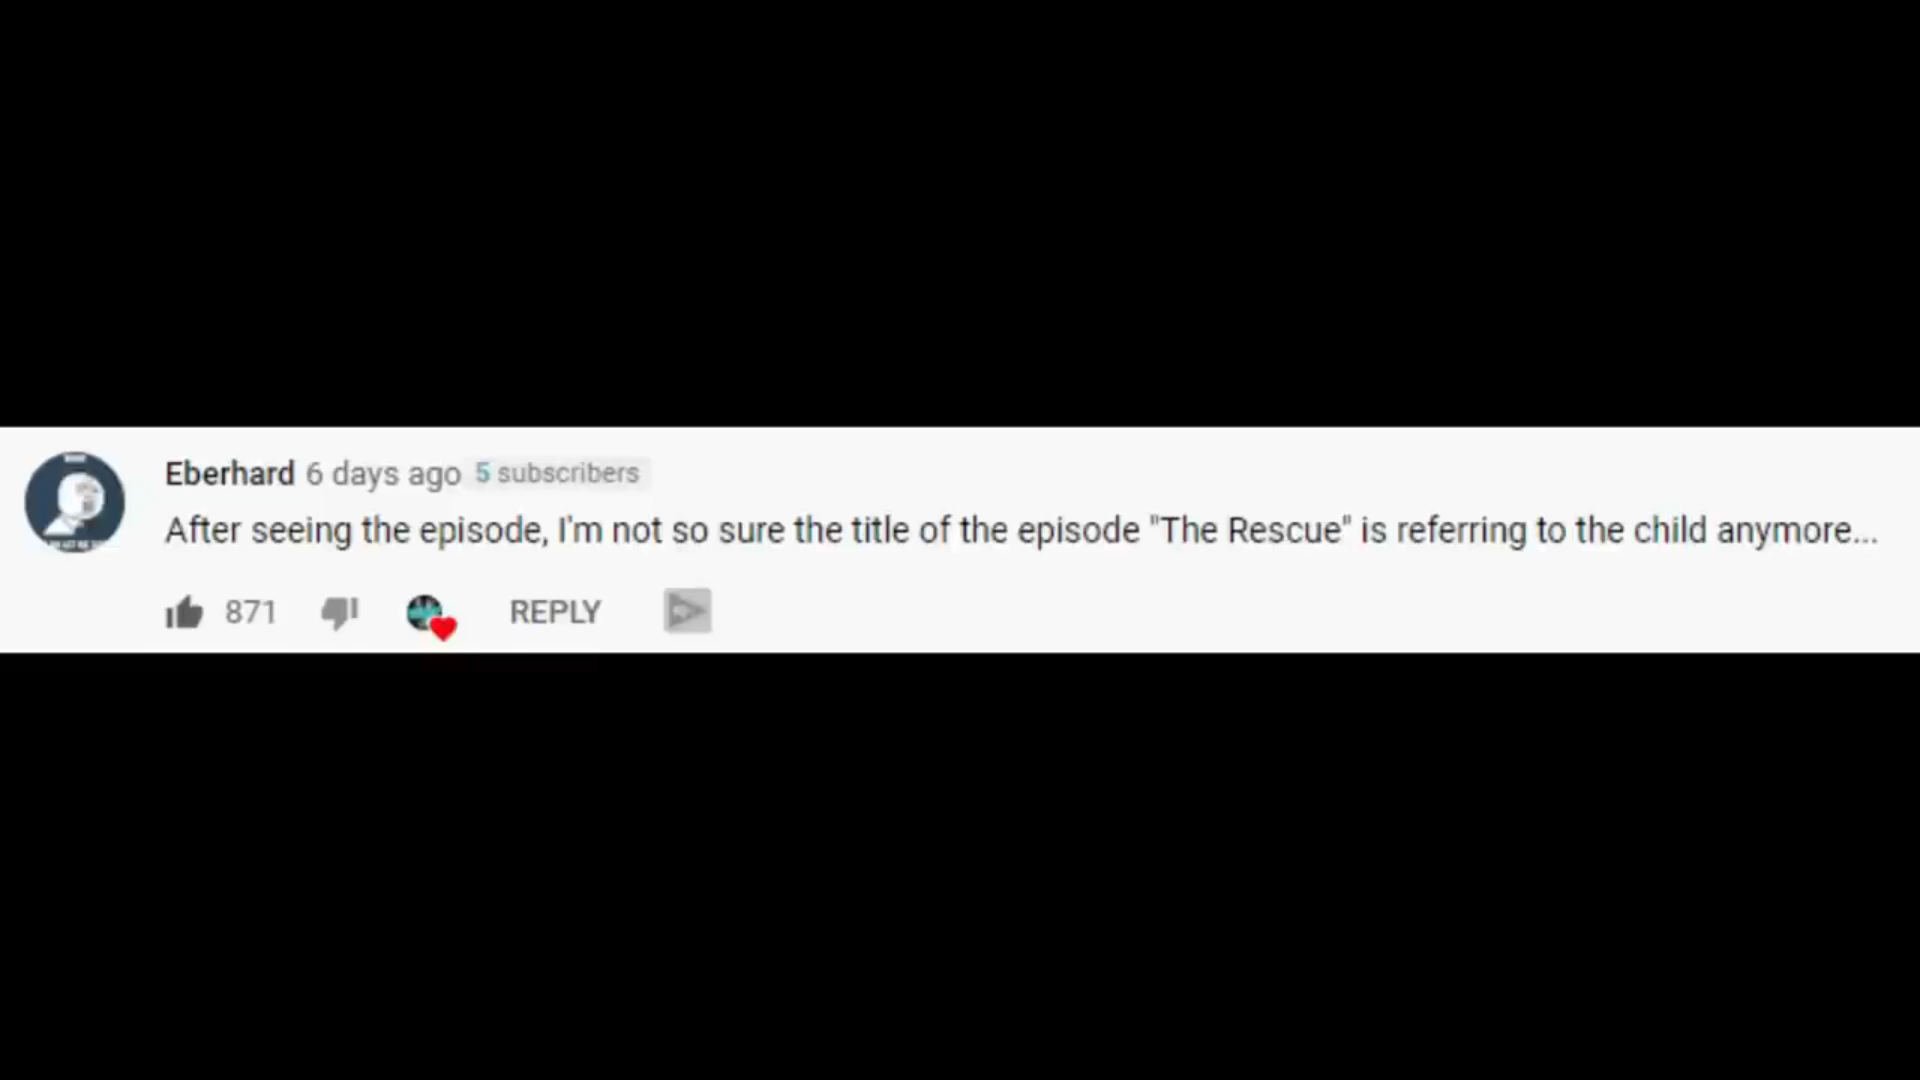 Eberhard 6 days ago 5 subscribers
After seeing the episode, I'm not so sure the title of the episode "The Rescue" is referring to the child anymore...
871 REPLY